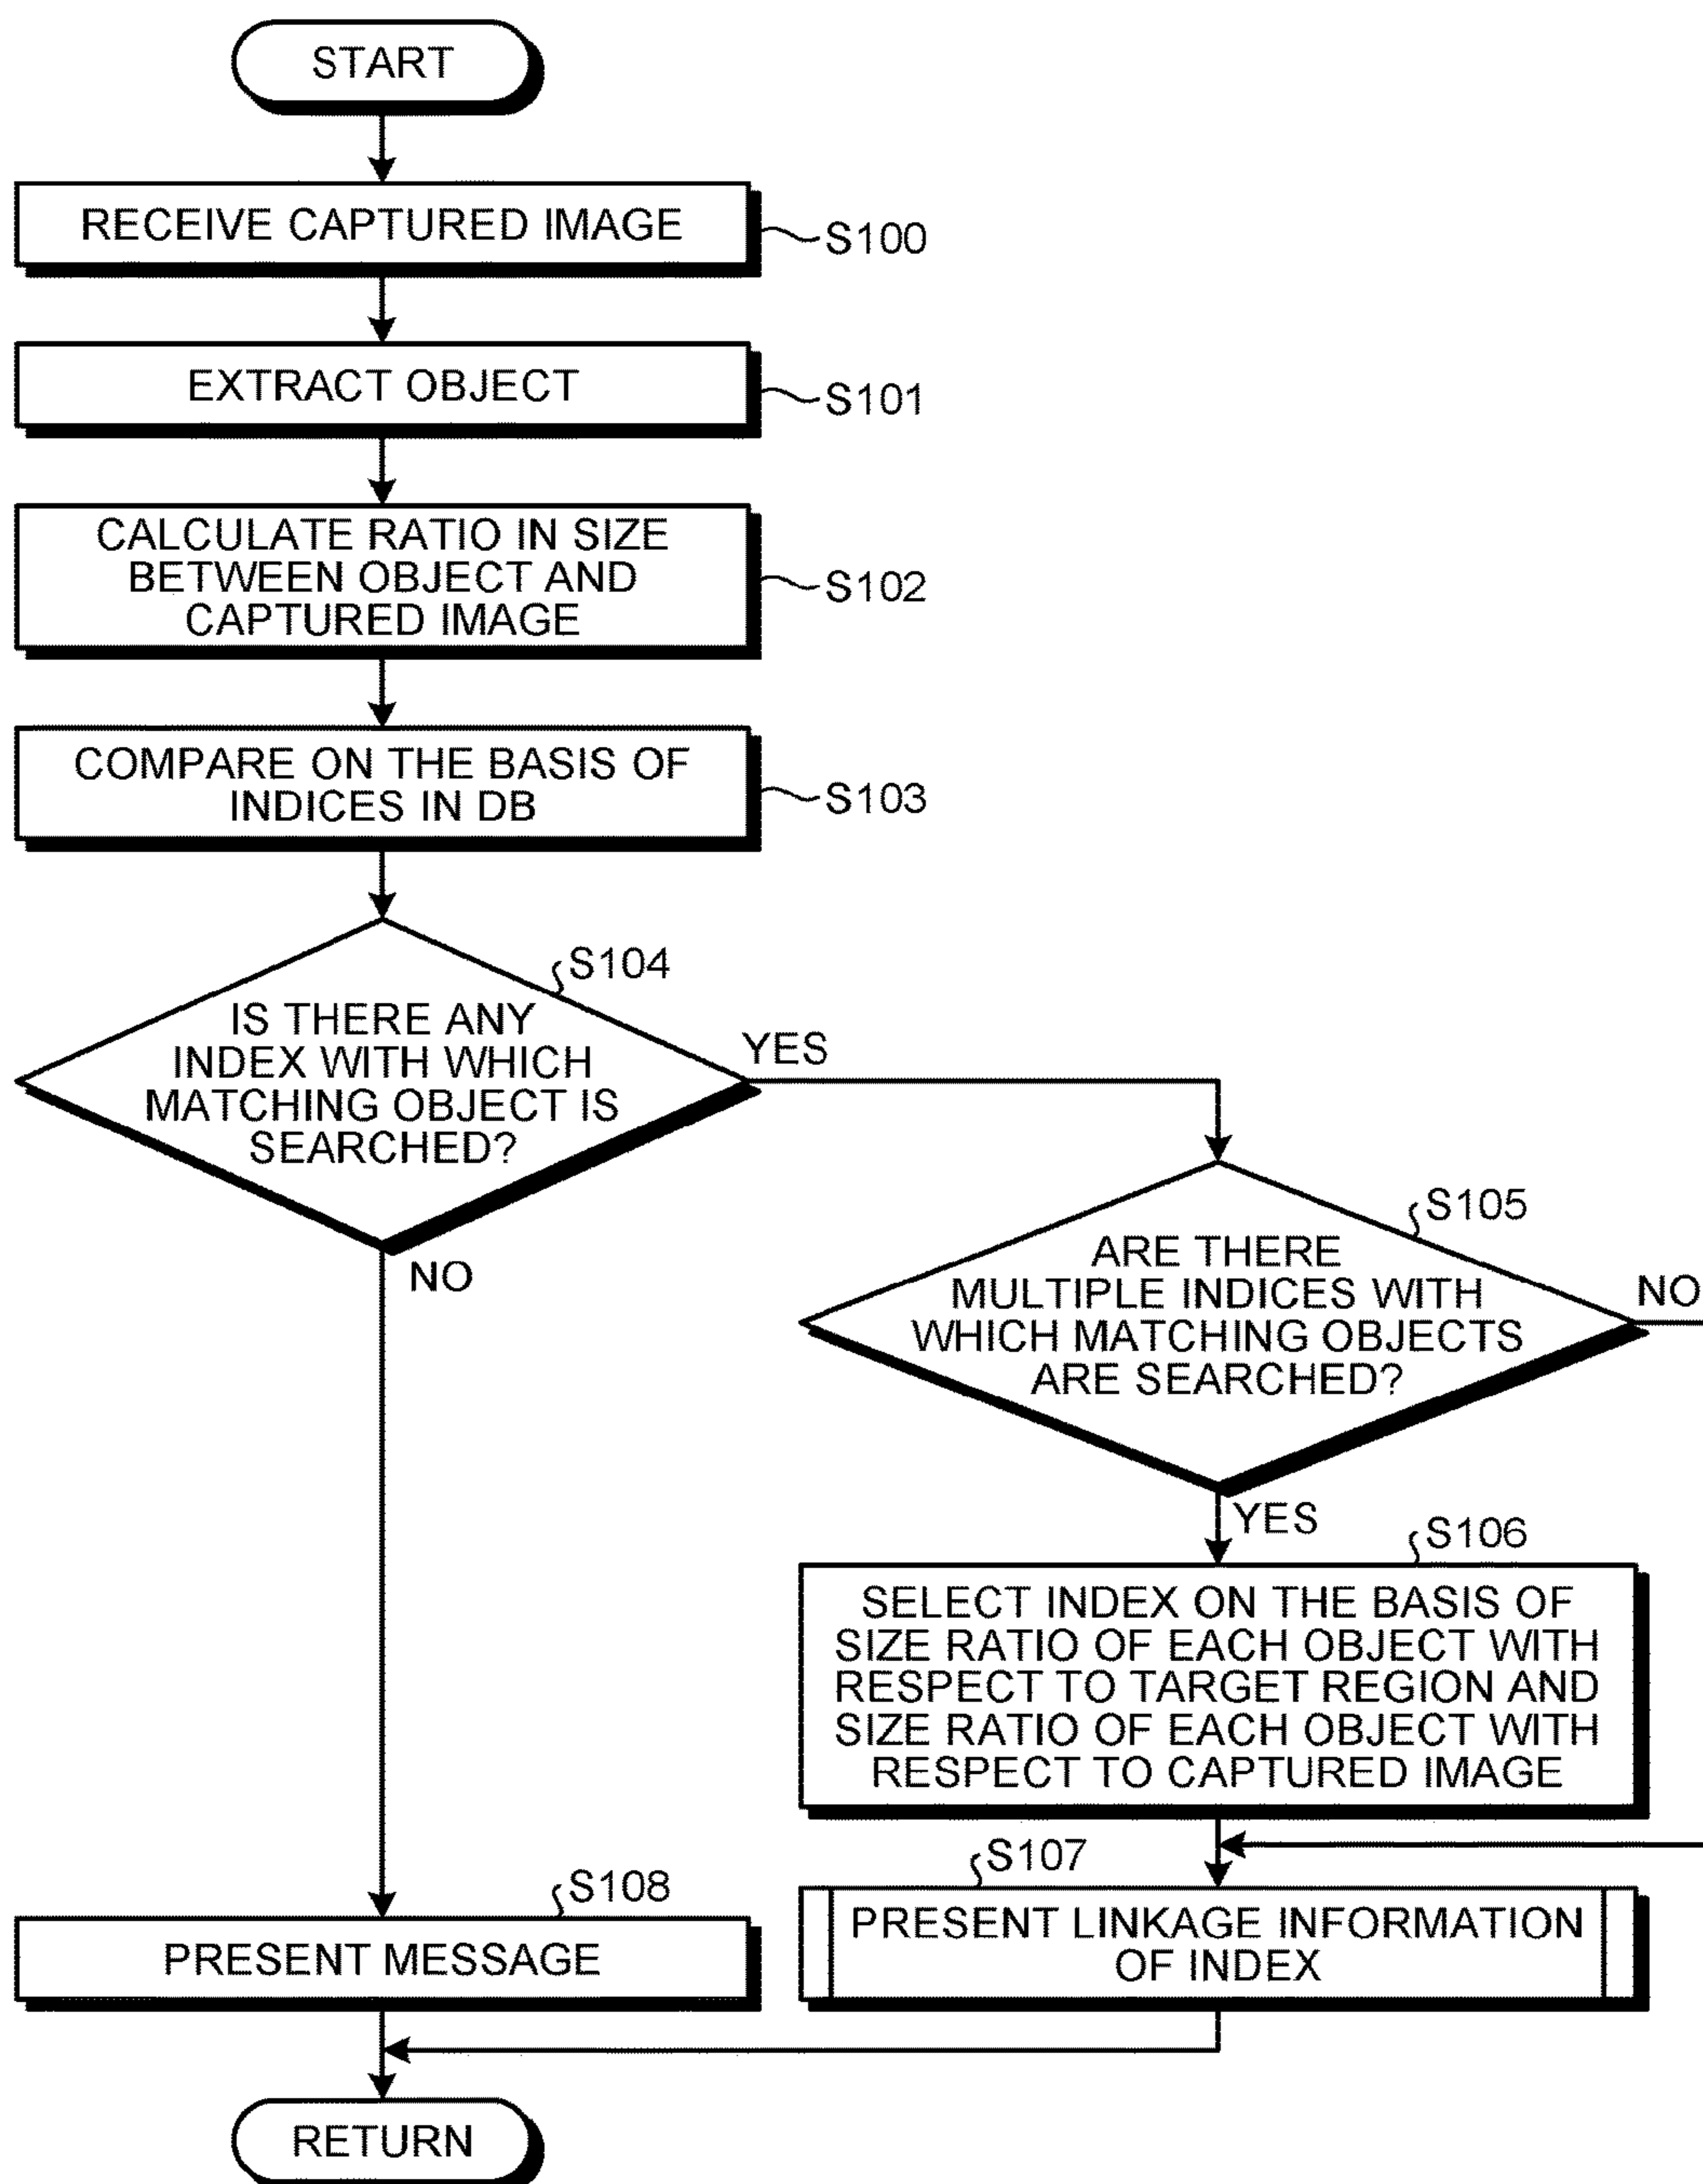 START
RECEIVE CAPTURED IMAGE
S100
EXTRACT OBJECT
S101
CALCULATE RATIO IN SIZE
BETWEEN OBJECT AND
CAPTURED IMAGE
S102
COMPARE ON THE BASIS OF
INDICES IN DB
S103
S104
IS THERE ANY
INDEX WITH WHICH
MATCHING OBJECT IS
SEARCHED?
YES
NO
S105
ARE THERE
MULTIPLE INDICES WITH
WHICH MATCHING OBJECTS
ARE SEARCHED?
NO
YES
S106
SELECT INDEX ON THE BASIS OF
SIZE RATIO OF EACH OBJECT WITH
RESPECT TO TARGET REGION AND
SIZE RATIO OF EACH OBJECT WITH
RESPECT TO CAPTURED IMAGE
S107
PRESENT LINKAGE INFORMATION
OF INDEX
S108
PRESENT MESSAGE
RETURN